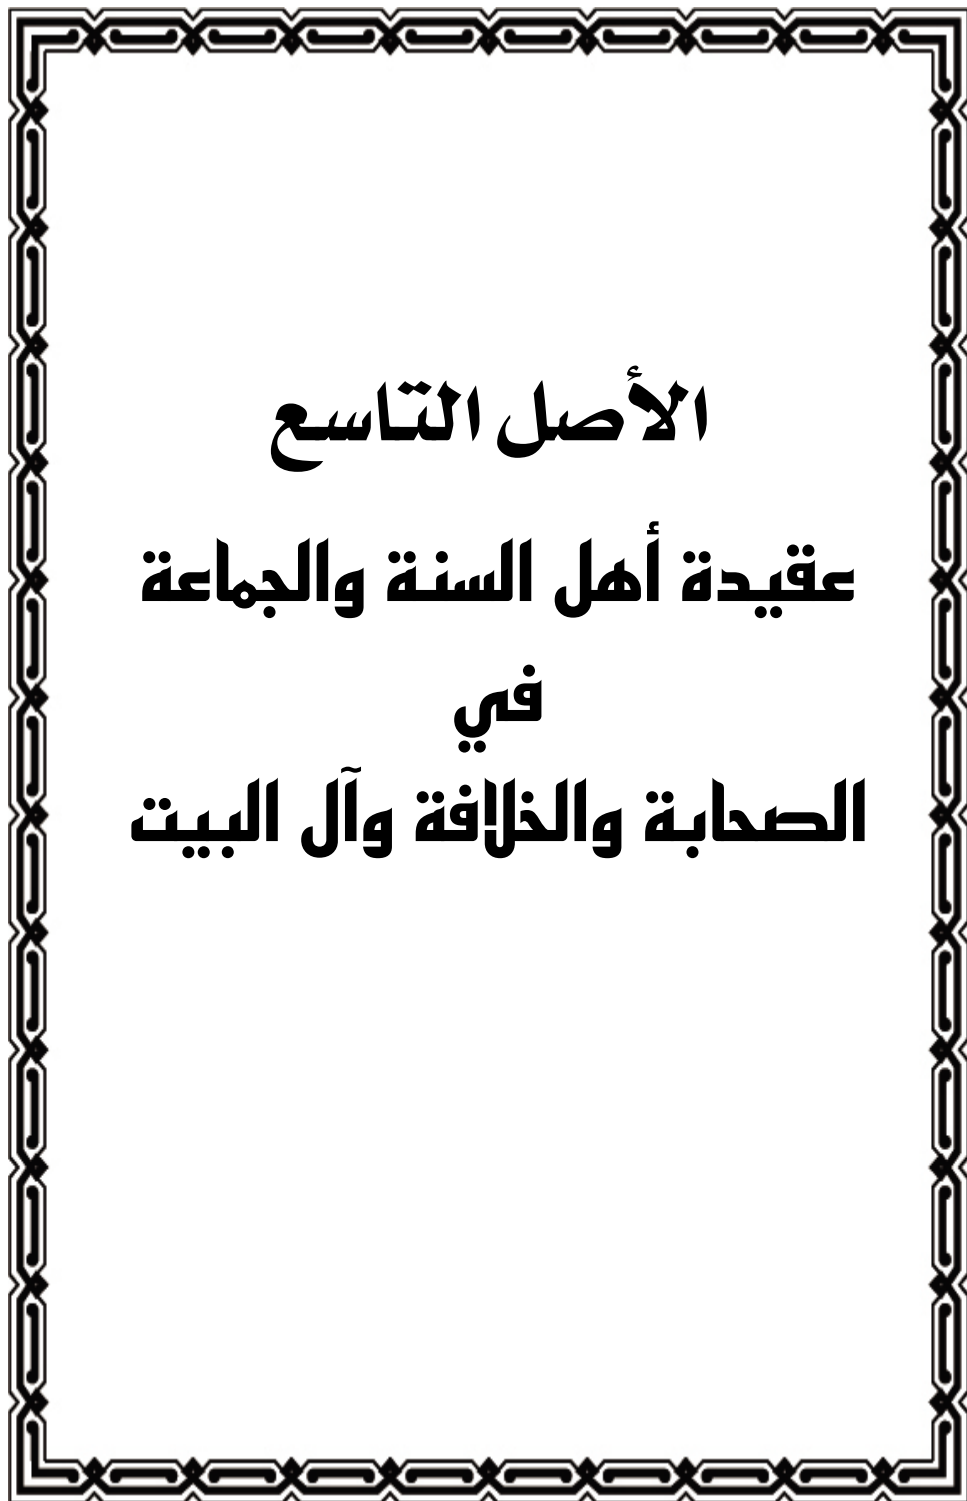 الأصل التاسع
عقيدة أهل السنة والجماعة
في
الصحابة والخلافة وآل البيت